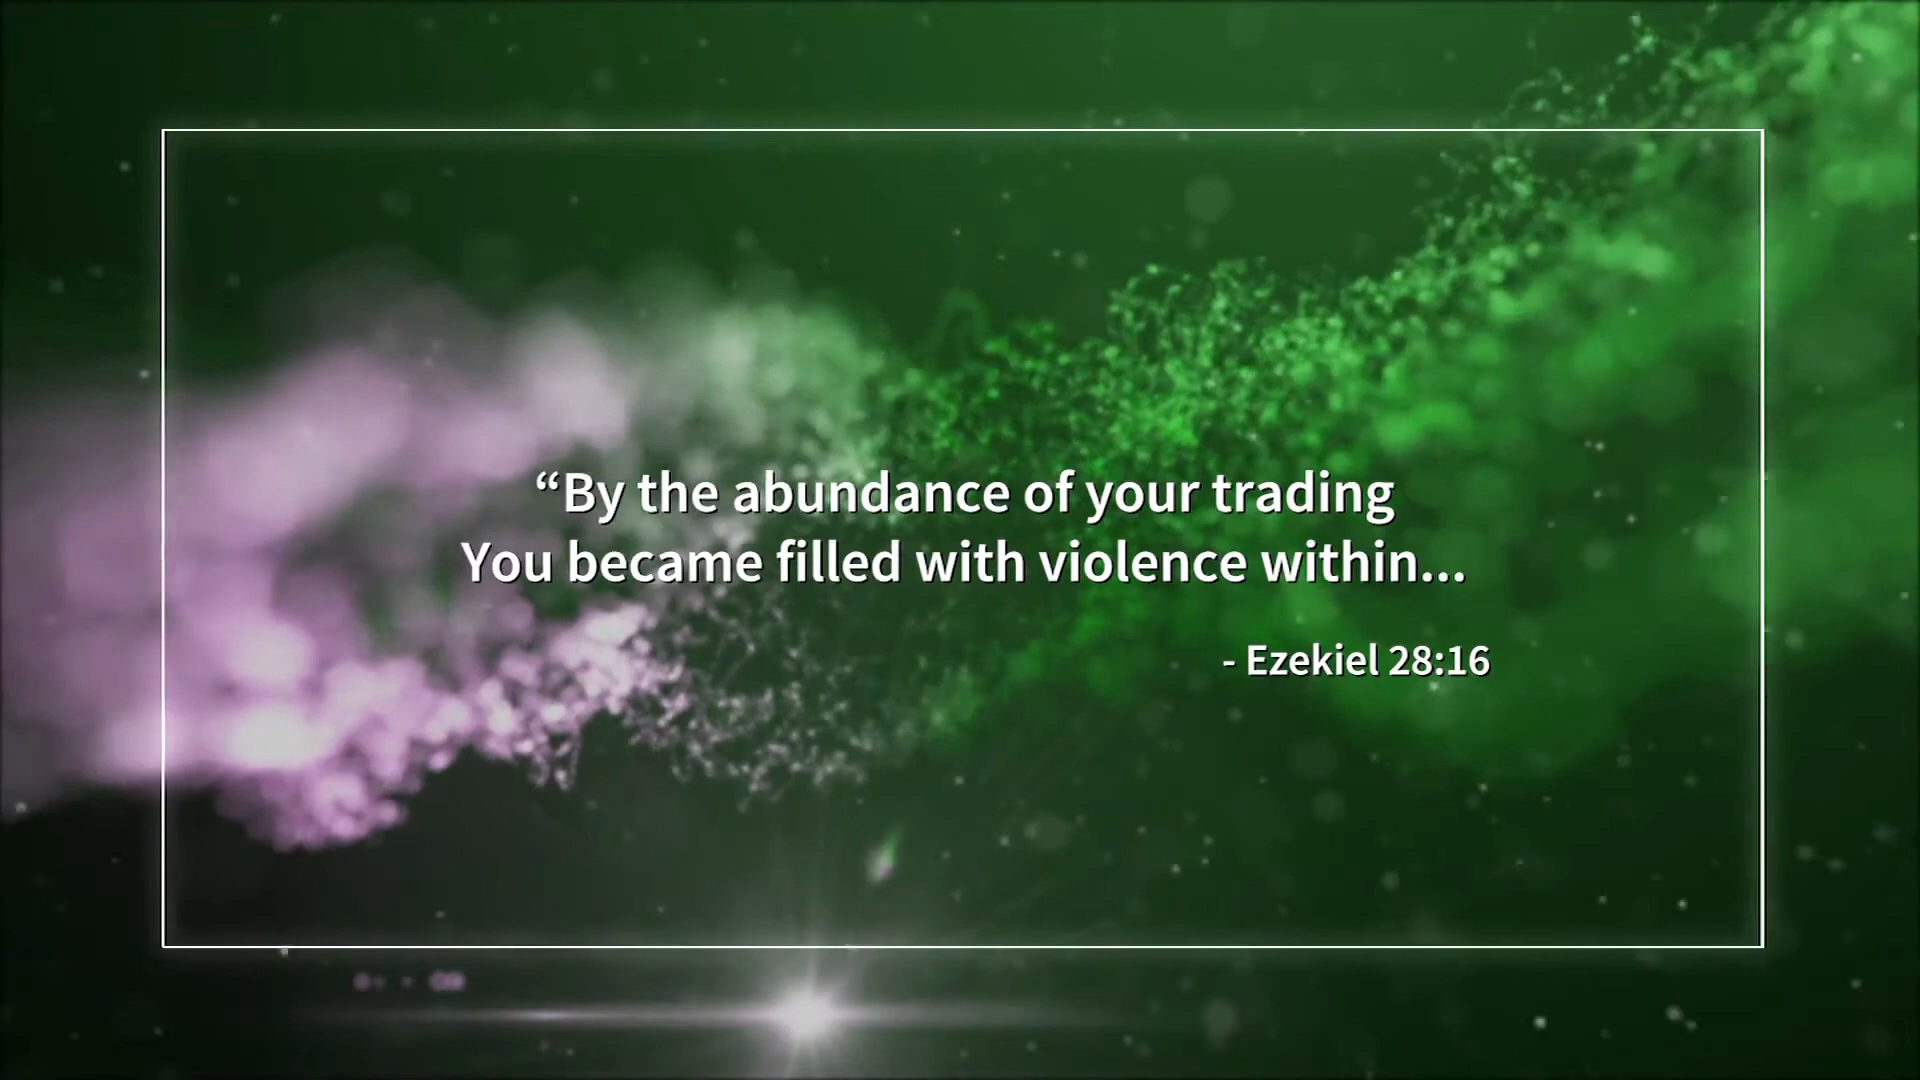 “By the abundance of your trading
You became filled with violence within...
- Ezekiel 28:16